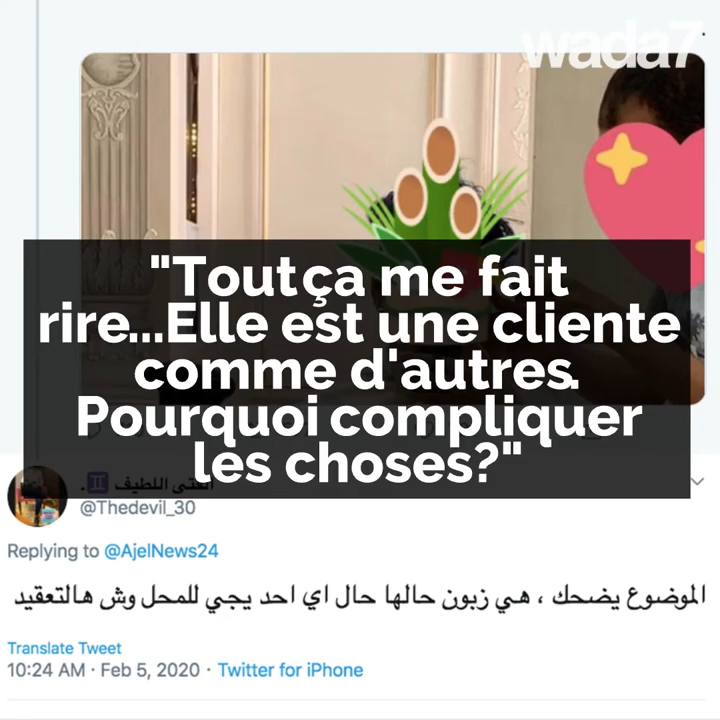 wada7
"Tout ça me fait
rire...Elle est une cliente
comme d'autres.
Pourquoi compliquer
les choses?"
الفتى اللطيف ♊ .
@Thedevil_30
Replying to @AjelNews24
الموضوع يضحك ، هي زبون حالها حال اي احد يجي للمحل وش هالتعقيد
Translate Tweet
10:24 AM · Feb 5, 2020 · Twitter for iPhone